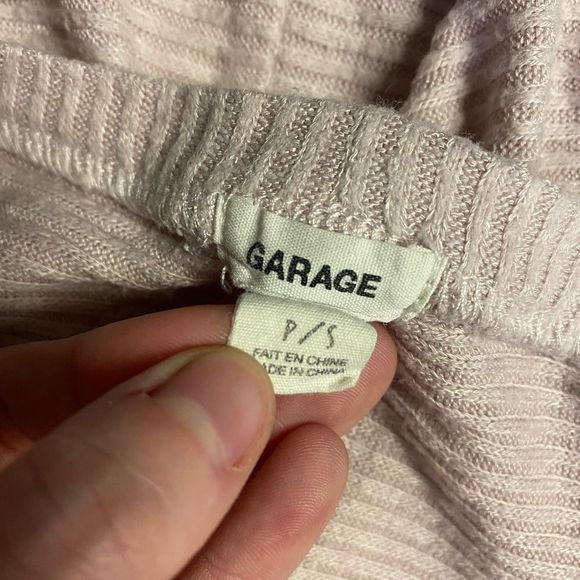 GARAGE
P/S
FAIT EN CHINE
MADE IN CHINA